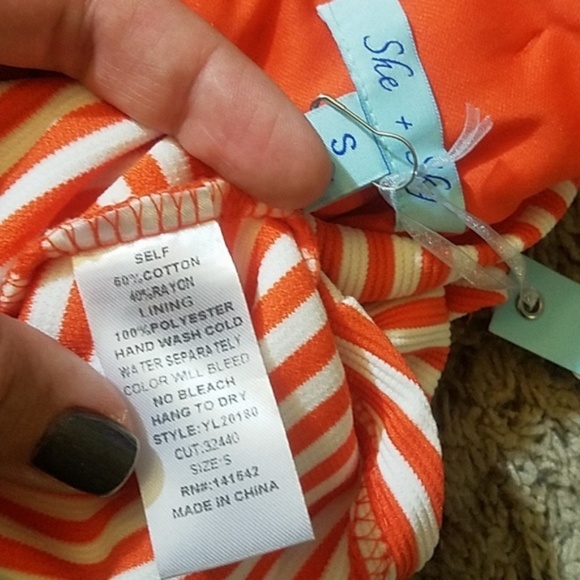 She + Sky
S
SELF
60%COTTON
40%RAYON
LINING
100%POLYESTER
HAND WASH COLD
WATER SEPARATELY
COLOR WILL BLEED
NO BLEACH
HANG TO DRY
STYLE:YL20180
CUT:32440
SIZE:S
RN#:141642
MADE IN CHINA